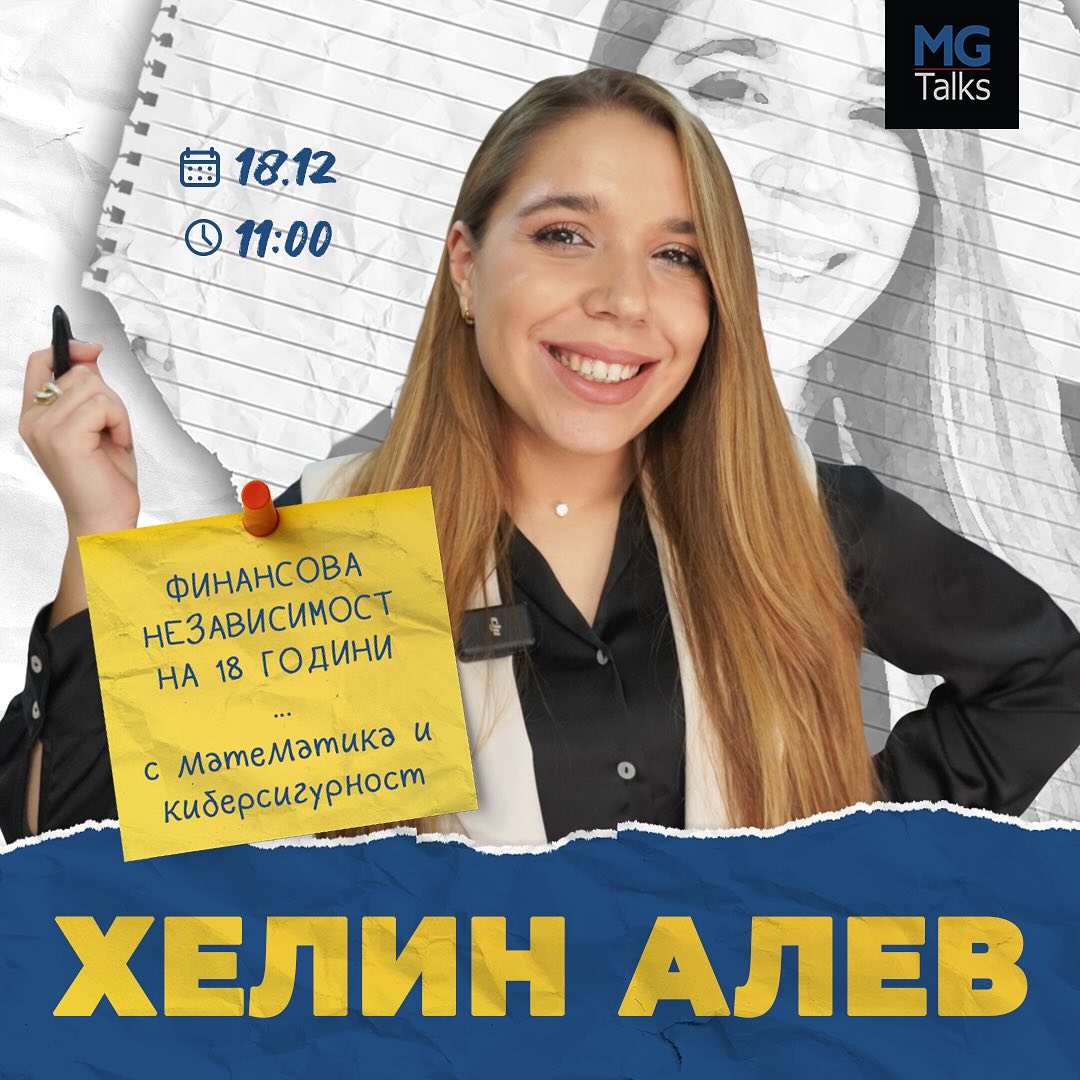 MG
Talks
18.12
11:00
ФИНАНСОВА
НЕЗАВИСИМОСТ
НА 18 ГОДИНИ
...
с математика и
киберсигурност
ХЕЛИН АЛЕВ